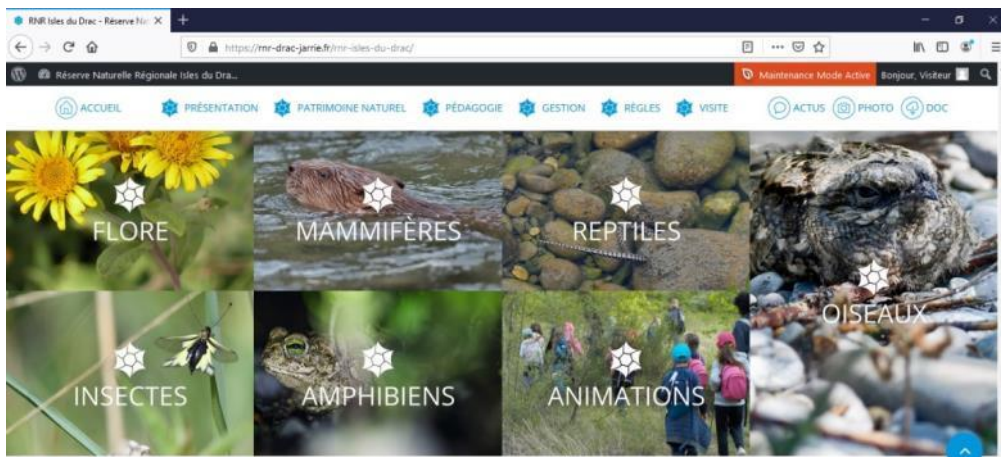 RNR Isles du Drac - Réserve Na
https://rnr-drac-jarrie.fr/rnr-isles-du-drac/
Réserve Naturelle Régionale Isles du Dra... Maintenance Mode Active Bonjour, Visiteur
ACCUEIL PRÉSENTATION PATRIMOINE NATUREL PÉDAGOGIE GESTION RÈGLES VISITE ACTUS PHOTO DOC
FLORE MAMMIFÈRES REPTILES
OISEAUX
INSECTES AMPHIBIENS ANIMATIONS